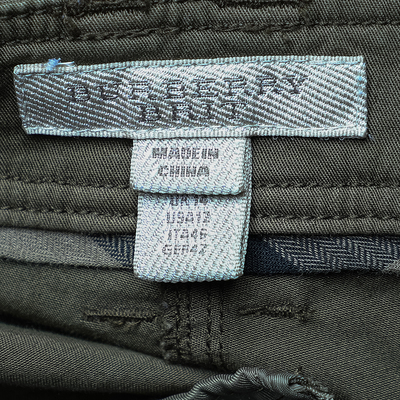 BURBERRY
BRIT
MADE IN
CHINA
UK 14
USA 12
ITA 46
GER 42